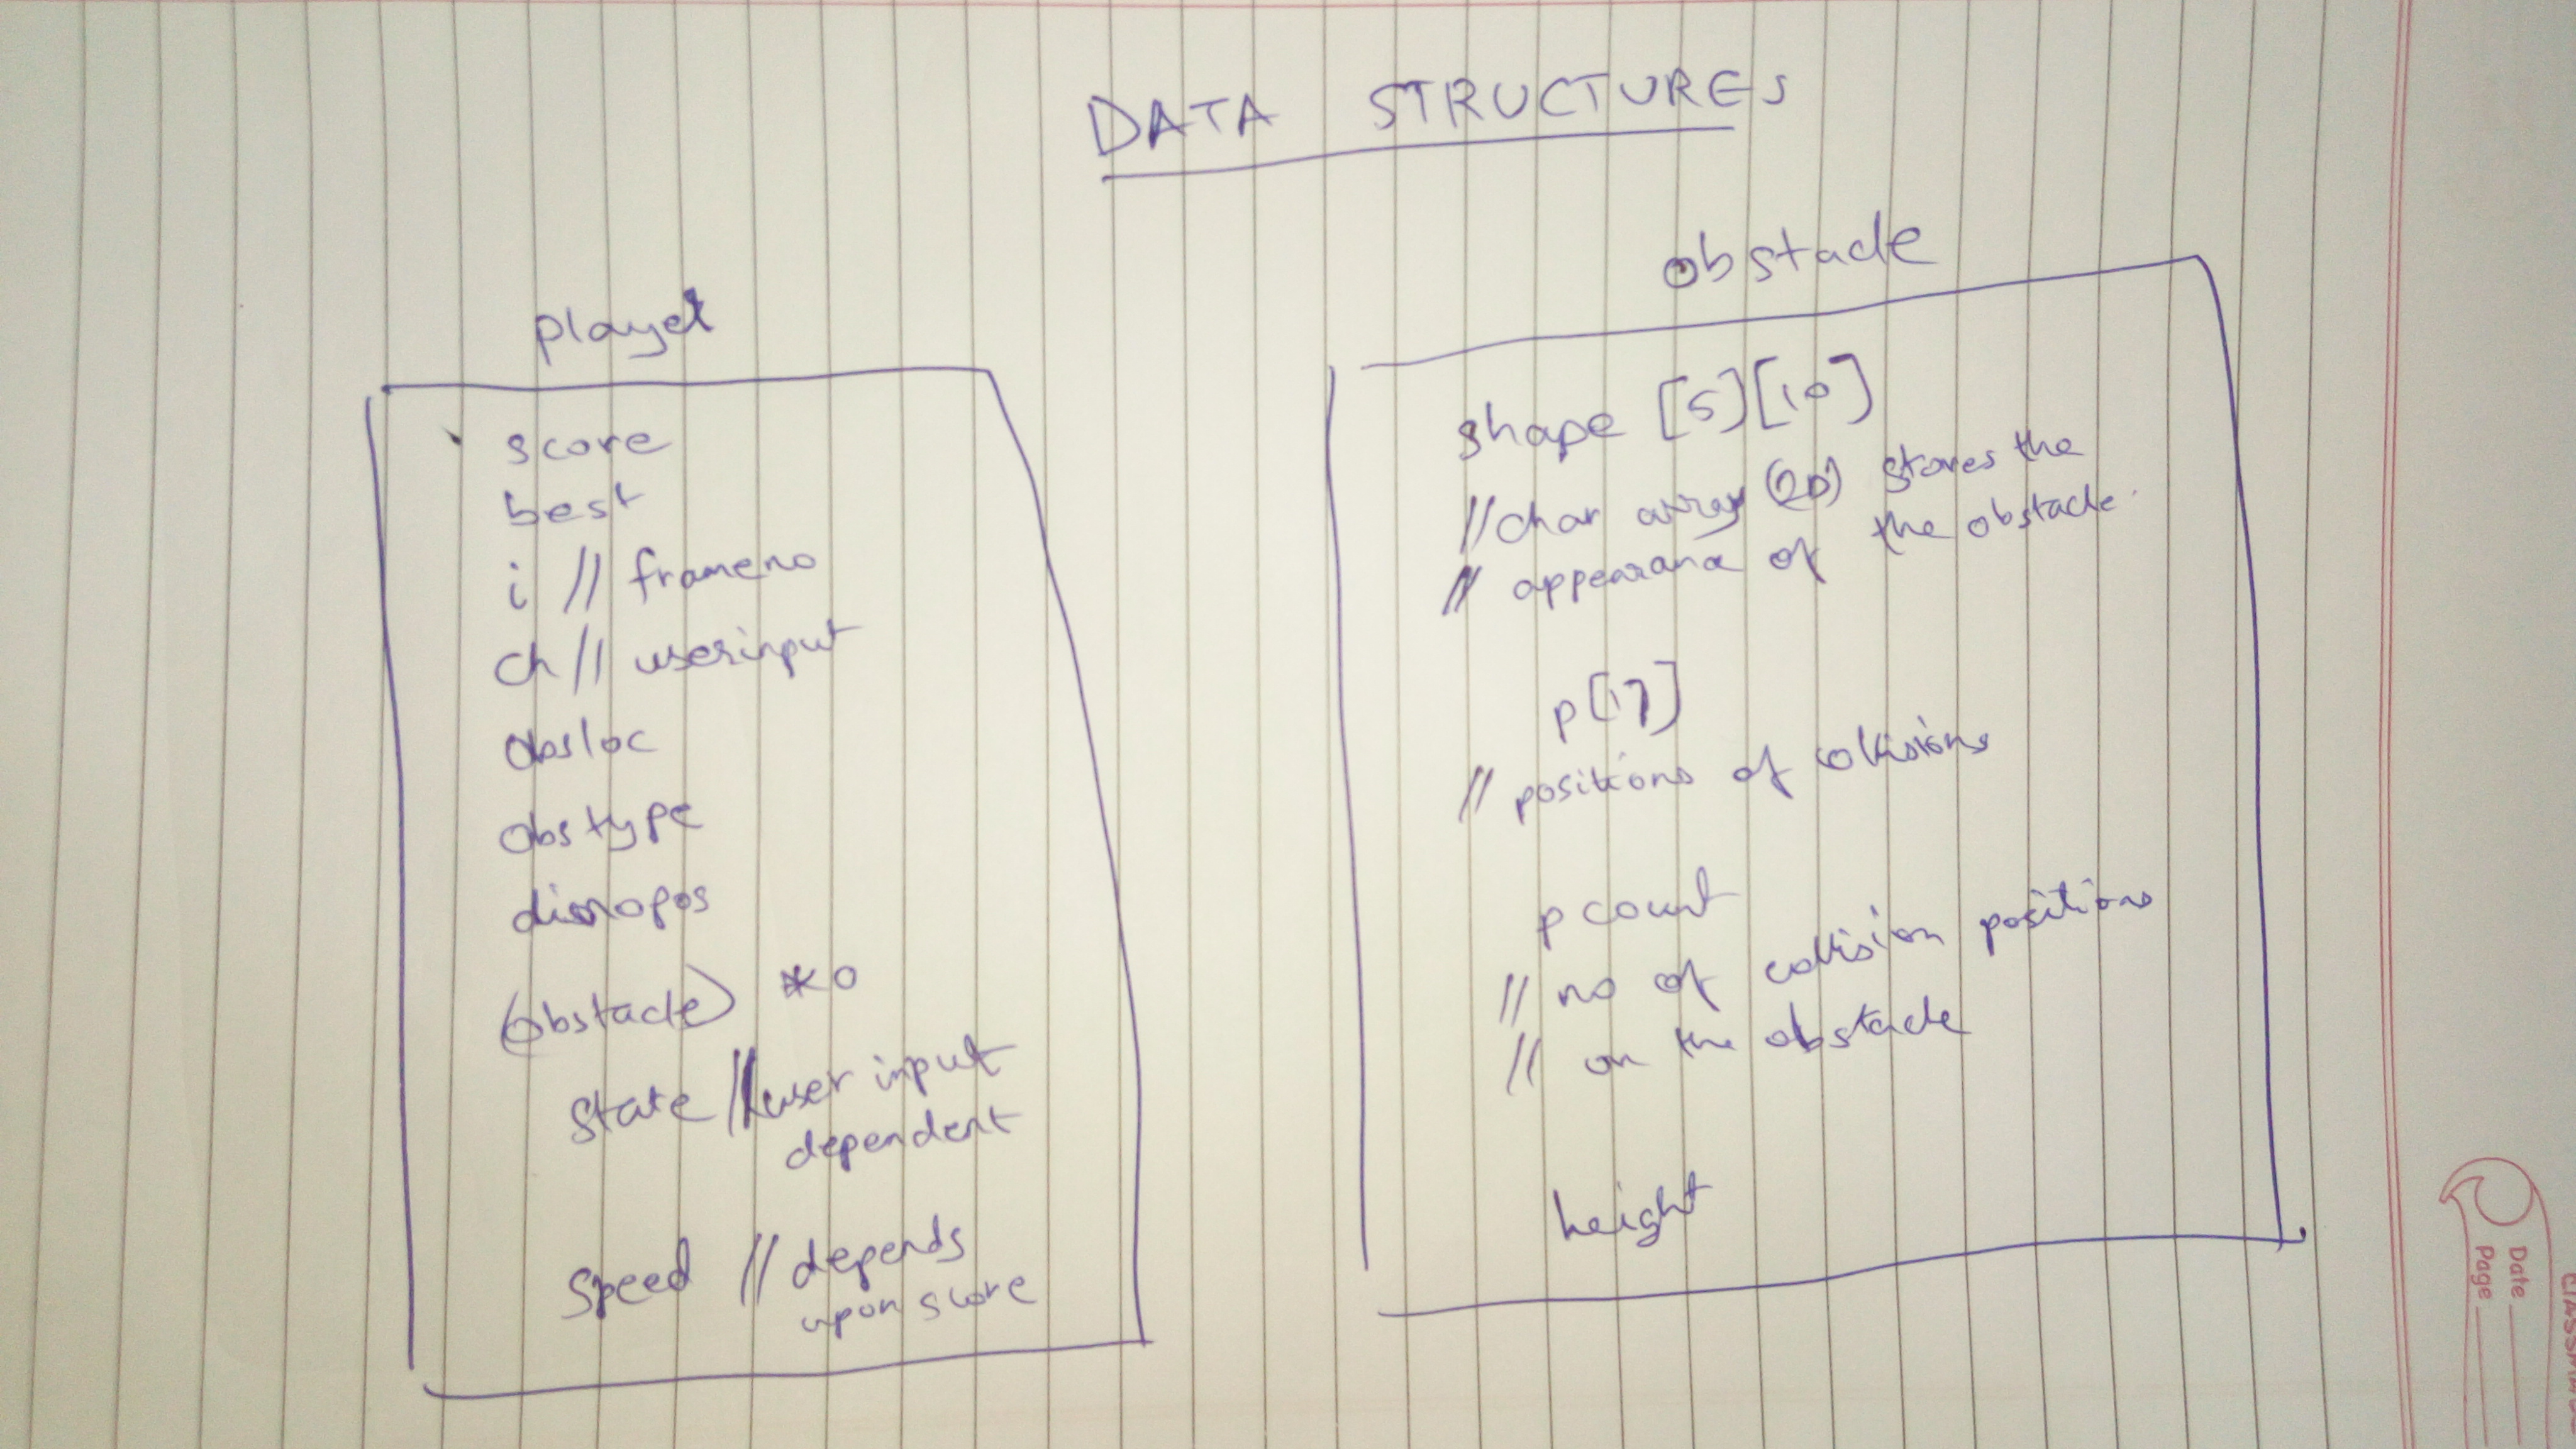 DATA STRUCTURES
player
score
best
i // frameno
ch // userinput
obsloc
obstype
dinopos
(obstacle) *o
state // user input
dependent
speed // depends
upon score
obstacle
shape [5][10]
// char array (2D) stores the
// appearance of the obstacle.
p[17]
// positions of collisions
pcount
// no of collision positions
// on the obstacle
height
Date
Page